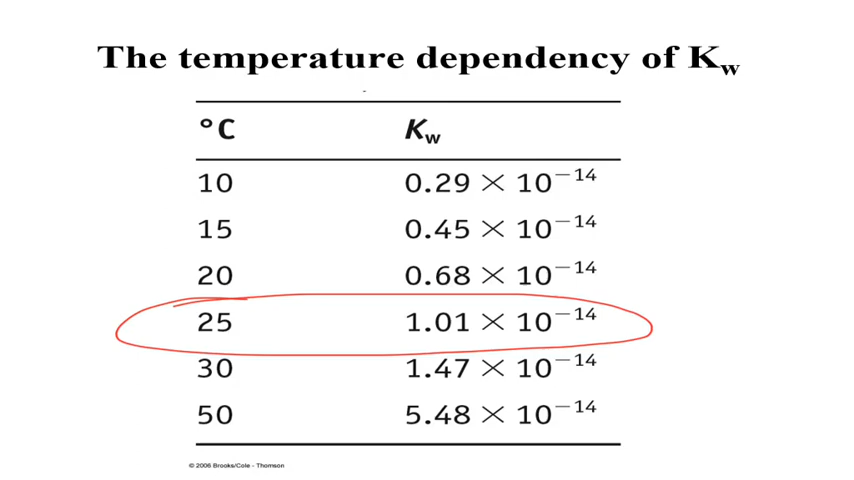 The temperature dependency of Kw
°C Kw
10 0.29 × 10⁻¹⁴
15 0.45 × 10⁻¹⁴
20 0.68 × 10⁻¹⁴
25 1.01 × 10⁻¹⁴
30 1.47 × 10⁻¹⁴
50 5.48 × 10⁻¹⁴
© 2006 Brooks/Cole - Thomson